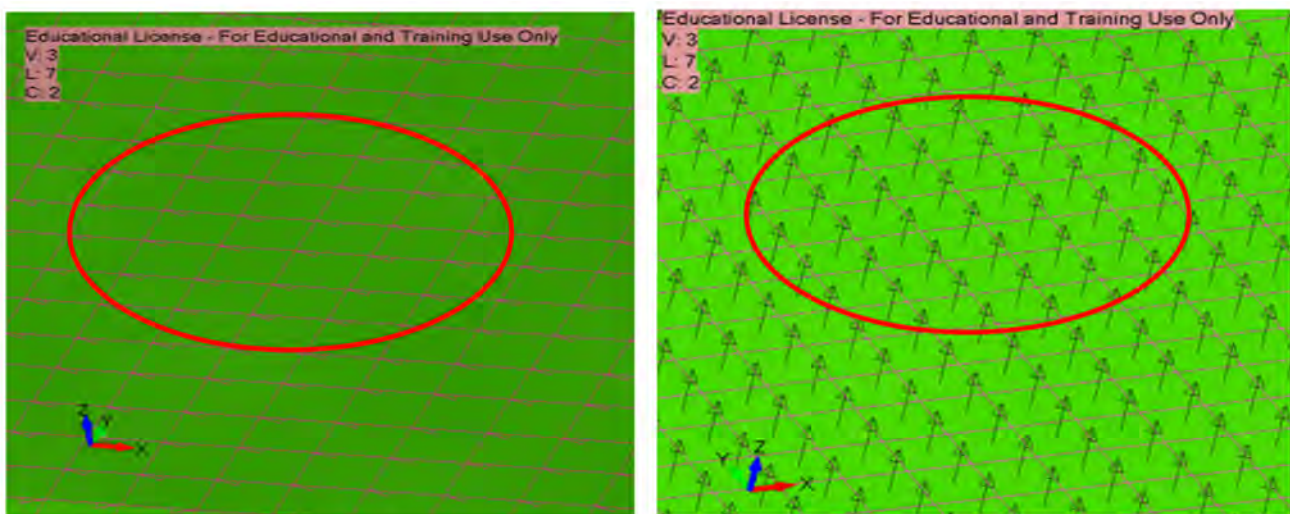 Educational License - For Educational and Training Use Only
V: 3
L: 7
C: 2
Z
Y
X
Educational License - For Educational and Training Use Only
V: 3
L: 7
C: 2
Y
Z
X